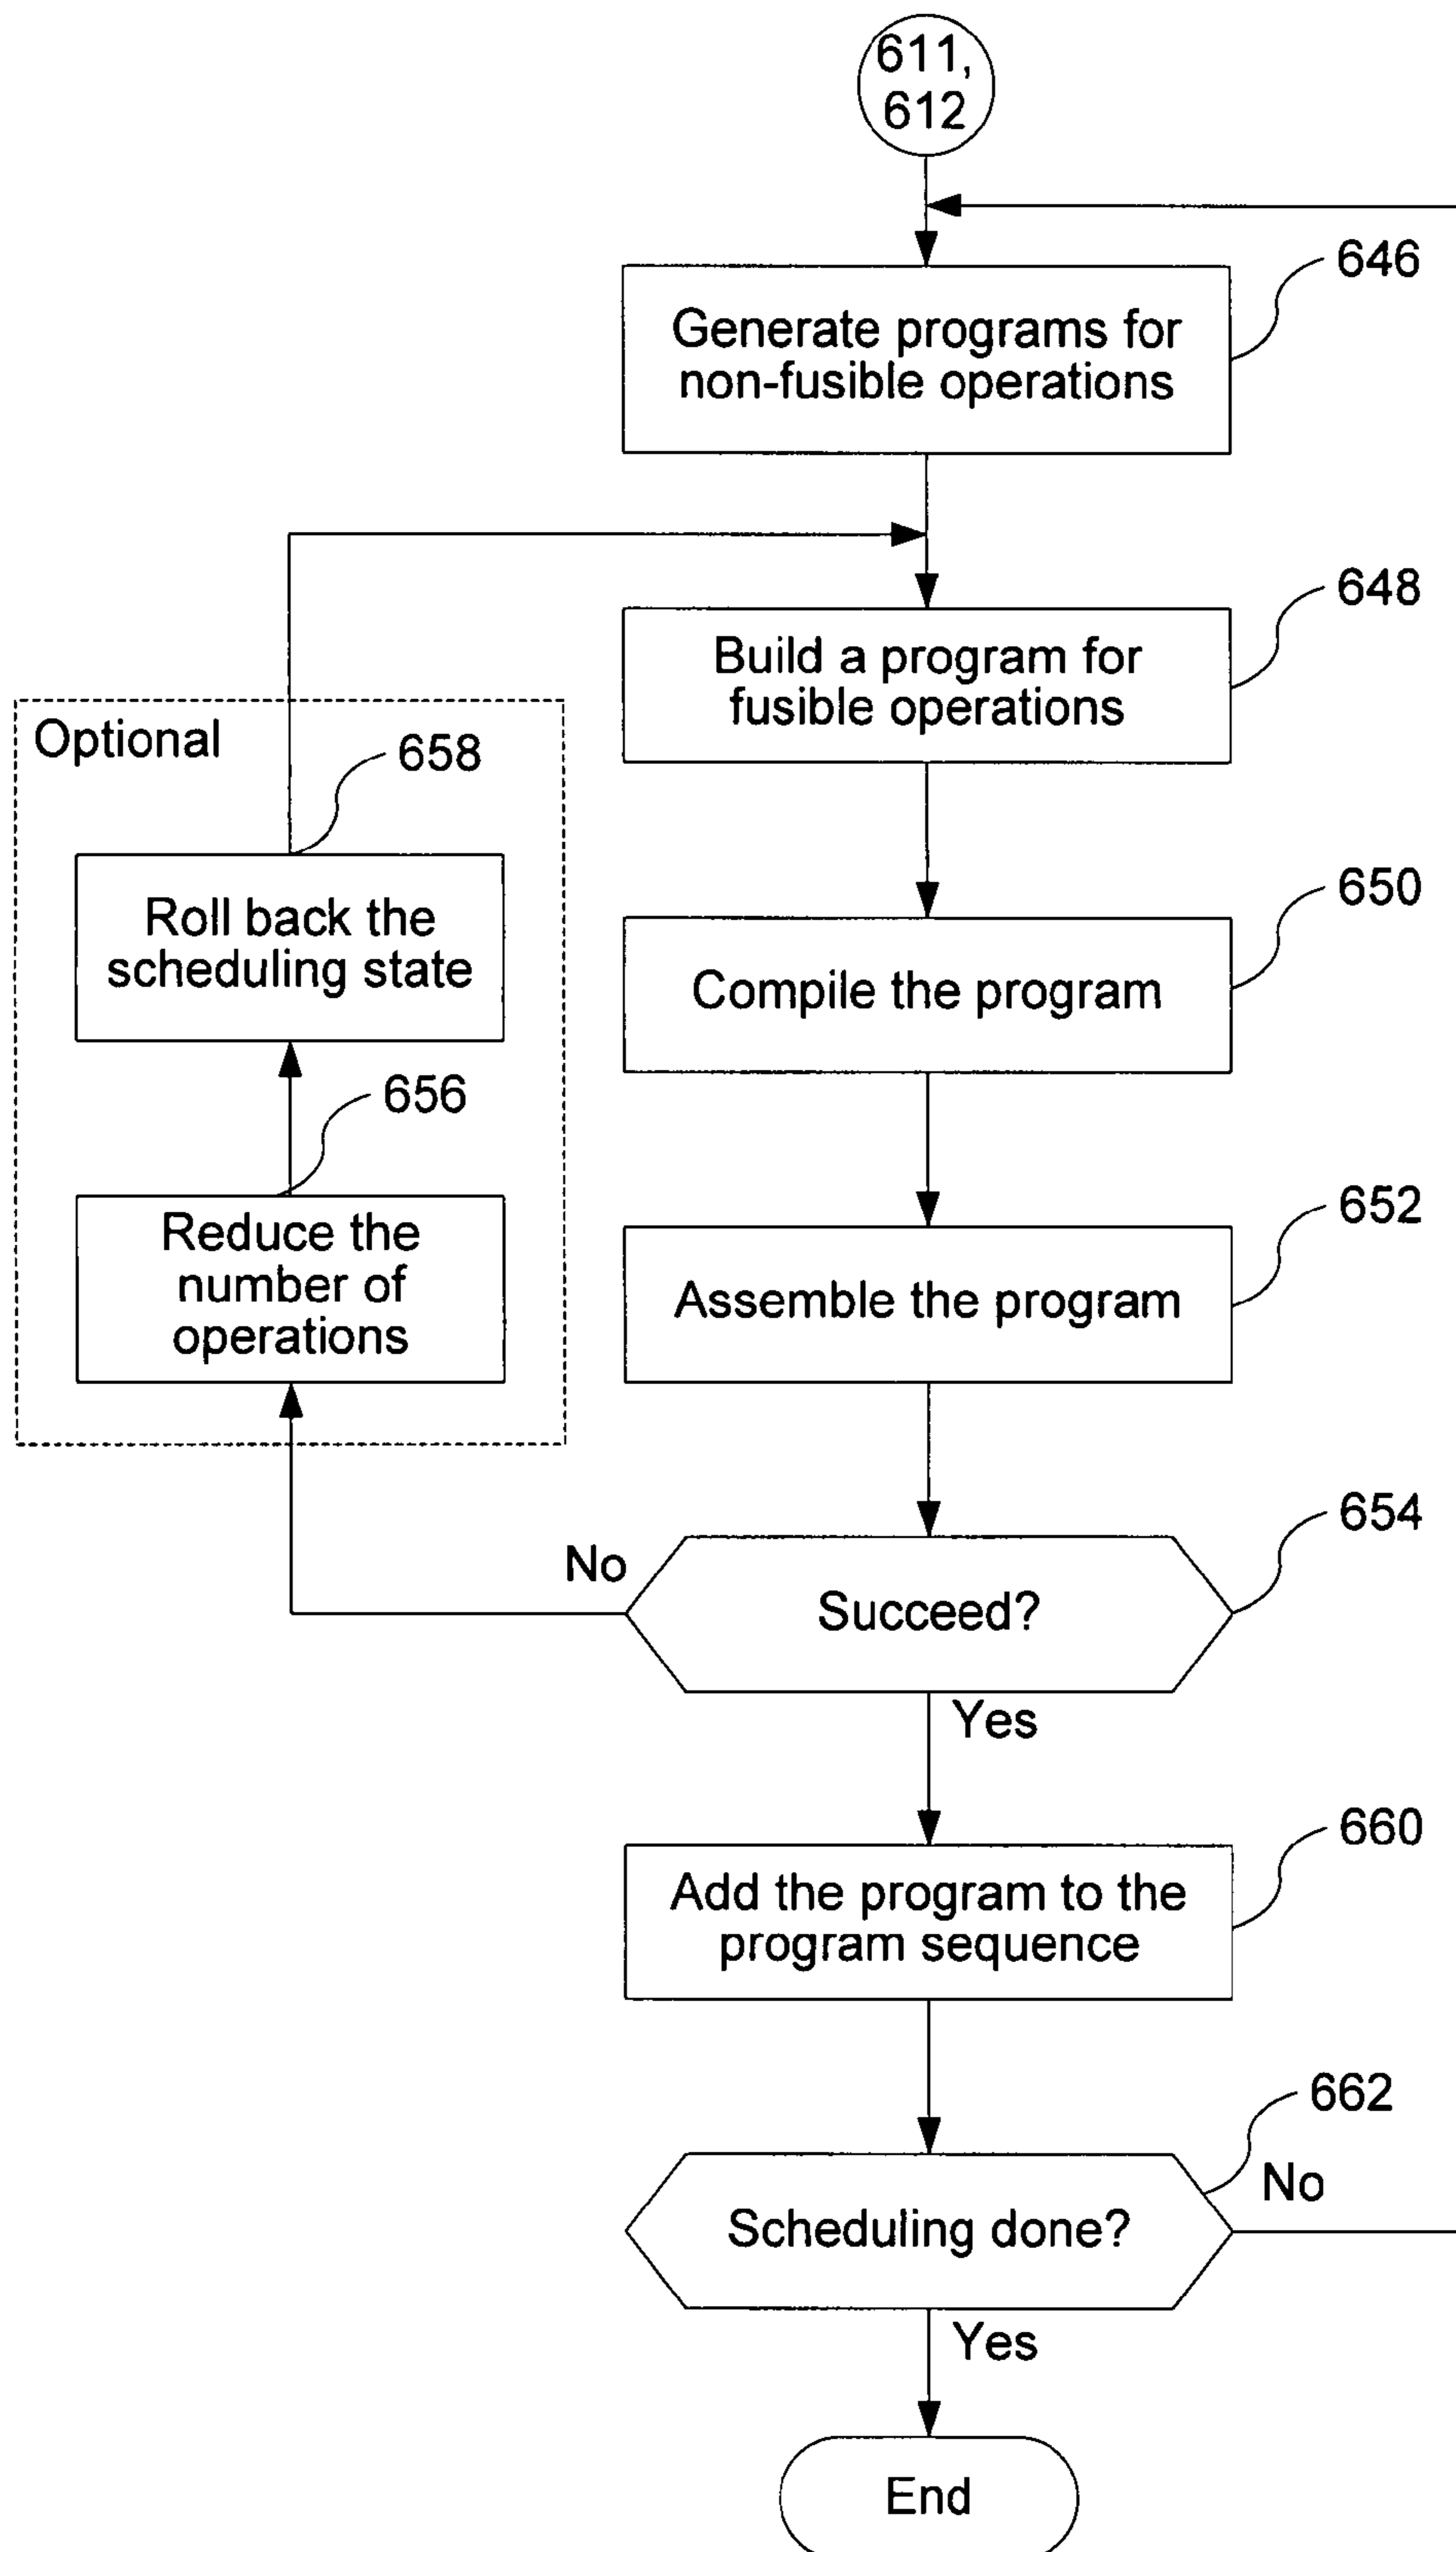 611,
612
646
Generate programs for
non-fusible operations
648
Build a program for
fusible operations
Optional
658
Roll back the
scheduling state
650
Compile the program
656
Reduce the
number of
operations
652
Assemble the program
654
No
Succeed?
Yes
660
Add the program to the
program sequence
662
No
Scheduling done?
Yes
End